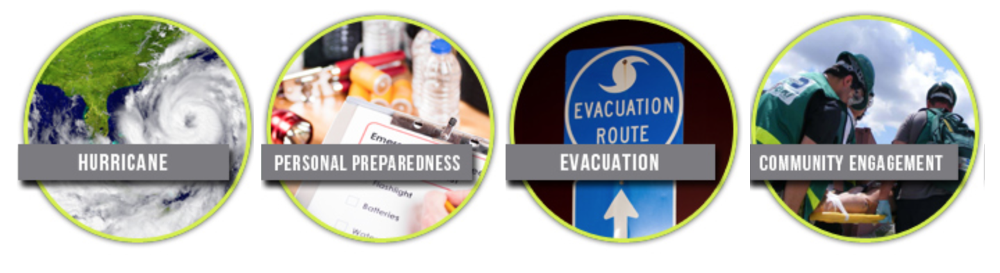 HURRICANE
PERSONAL PREPAREDNESS
Flashlight
Batteries
EVACUATION
ROUTE
EVACUATION
COMMUNITY ENGAGEMENT